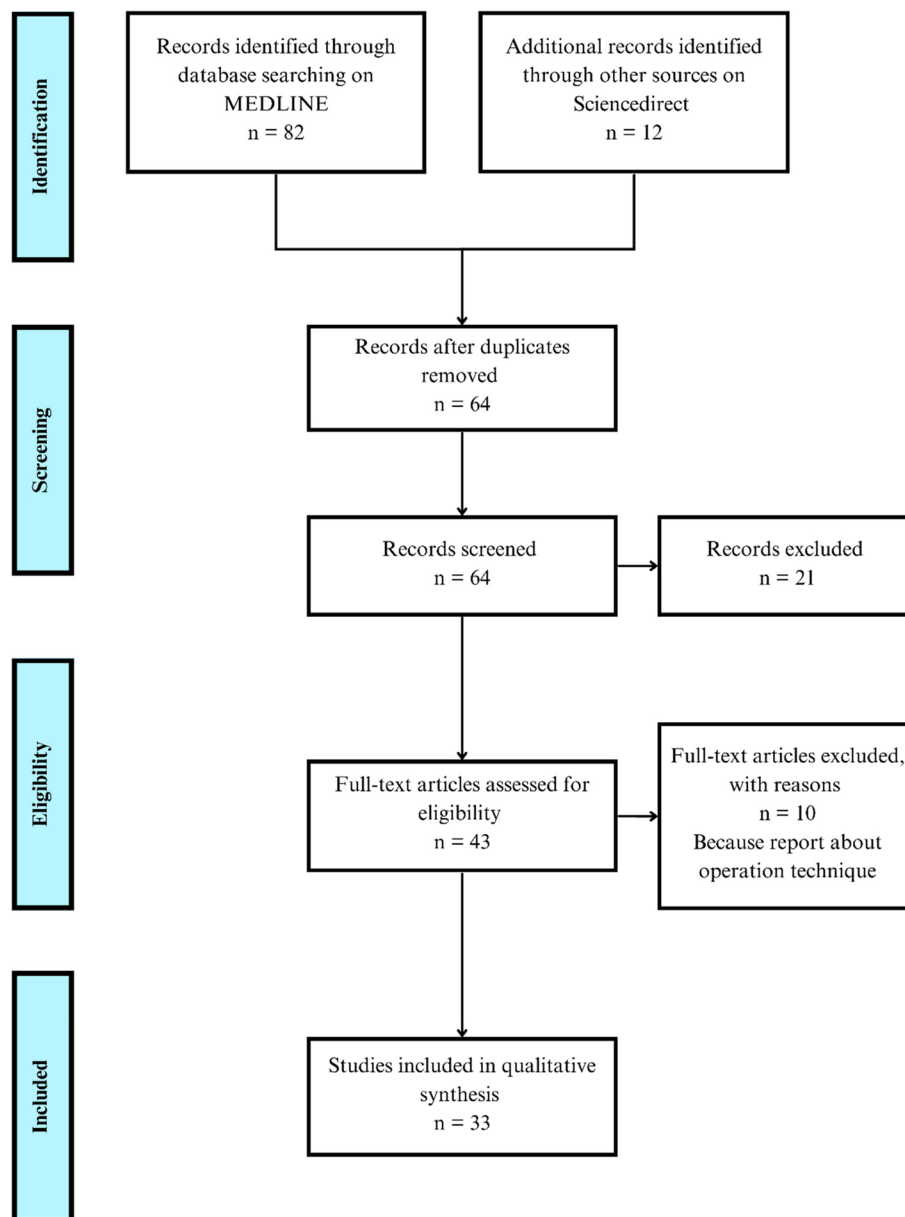 Identification
Records identified through
database searching on
MEDLINE
n = 82
Additional records identified
through other sources on
Sciencedirect
n = 12
Screening
Records after duplicates
removed
n = 64
Records screened
n = 64
Records excluded
n = 21
Eligibility
Full-text articles assessed for
eligibility
n = 43
Full-text articles excluded,
with reasons
n = 10
Because report about
operation technique
Included
Studies included in qualitative
synthesis
n = 33